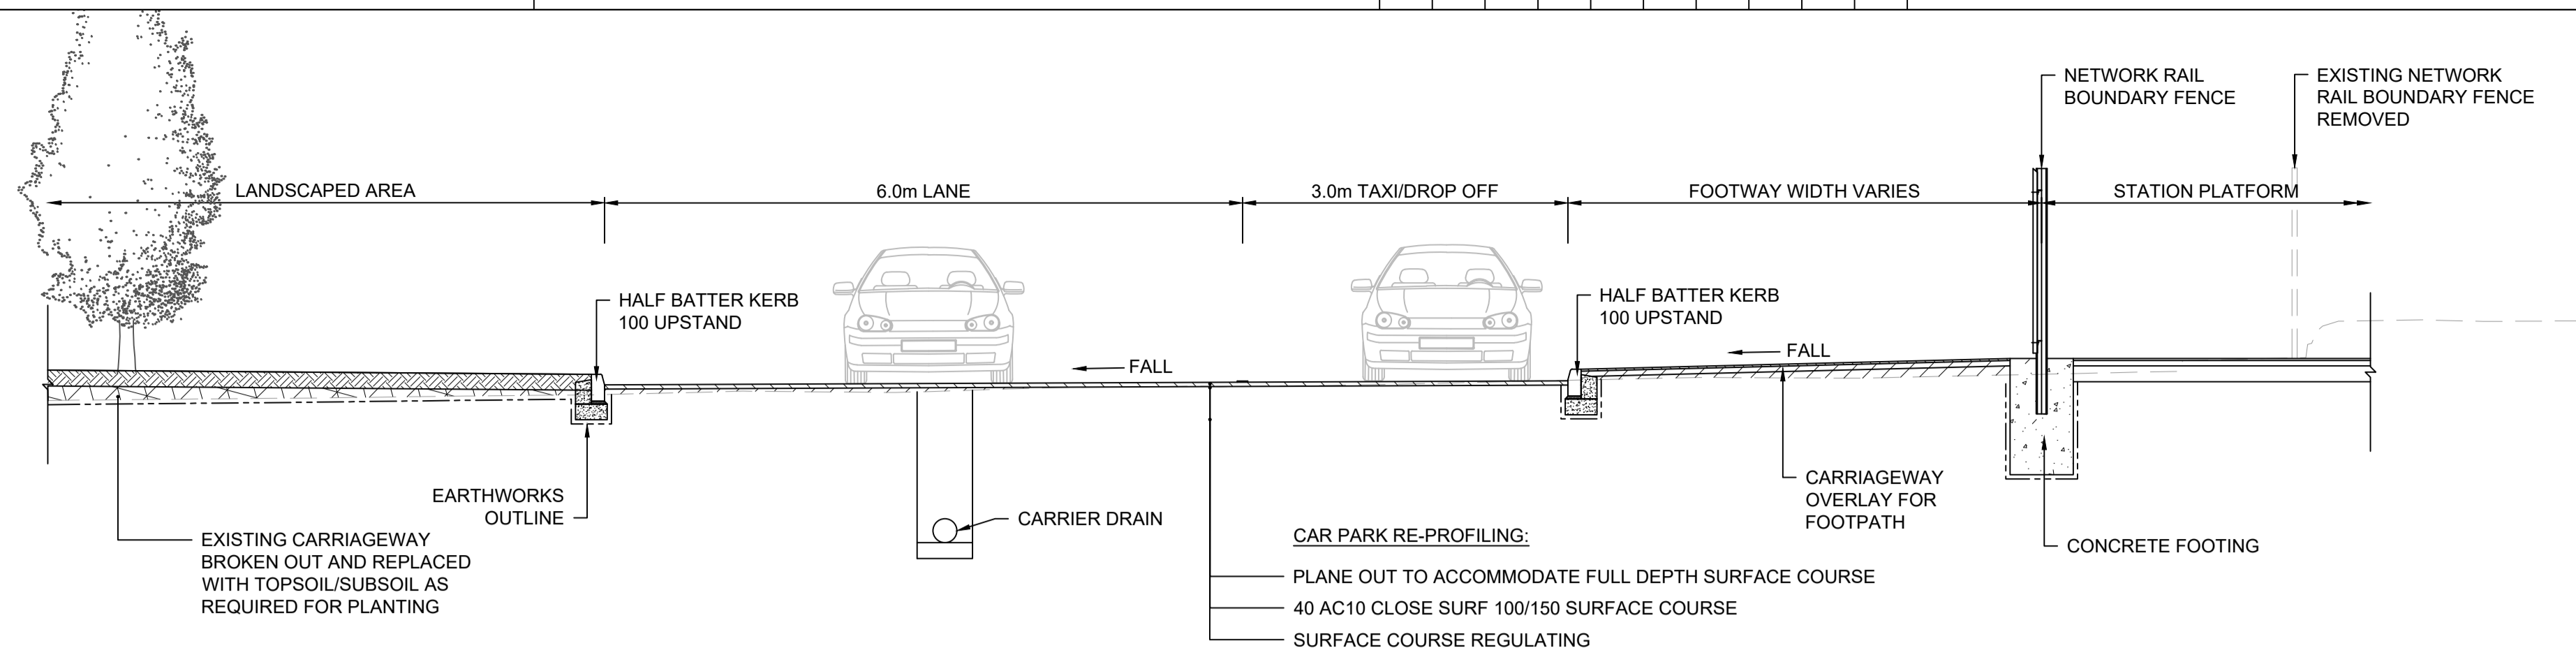 NETWORK RAIL
BOUNDARY FENCE
EXISTING NETWORK
RAIL BOUNDARY FENCE
REMOVED
LANDSCAPED AREA
6.0m LANE
3.0m TAXI/DROP OFF
FOOTWAY WIDTH VARIES
STATION PLATFORM
HALF BATTER KERB
100 UPSTAND
HALF BATTER KERB
100 UPSTAND
FALL
FALL
EARTHWORKS
OUTLINE
EXISTING CARRIAGEWAY
BROKEN OUT AND REPLACED
WITH TOPSOIL/SUBSOIL AS
REQUIRED FOR PLANTING
CARRIER DRAIN
CAR PARK RE-PROFILING:
PLANE OUT TO ACCOMMODATE FULL DEPTH SURFACE COURSE
40 AC10 CLOSE SURF 100/150 SURFACE COURSE
SURFACE COURSE REGULATING
CARRIAGEWAY
OVERLAY FOR
FOOTPATH
CONCRETE FOOTING